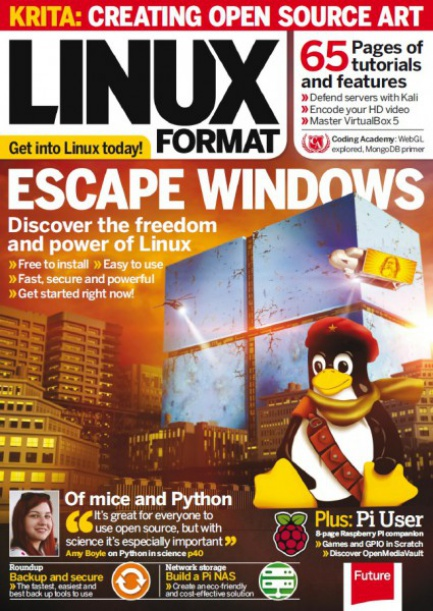 KRITA: CREATING OPEN SOURCE ART
LINUX
FORMAT
Get into Linux today!
65 Pages of
tutorials
and features
» Defend servers with Kali
» Encode your HD video
» Master VirtualBox 5
Coding Academy: WebGL
explored, MongoDB primer
ESCAPE WINDOWS
Discover the freedom
and power of Linux
» Free to install » Easy to use
» Fast, secure and powerful
» Get started right now!
Of mice and Python
“It's great for everyone to
use open source, but with
science it's especially important”
Amy Boyle on Python in science p40
Plus: Pi User
8-page Raspberry Pi companion
» Games and GPIO in Scratch
» Discover OpenMediaVault
Roundup
Backup and secure
» The fastest, easiest and
best back up tools to use
Network storage
Build a Pi NAS
» Create an eco-friendly
and cost-effective solution
Future